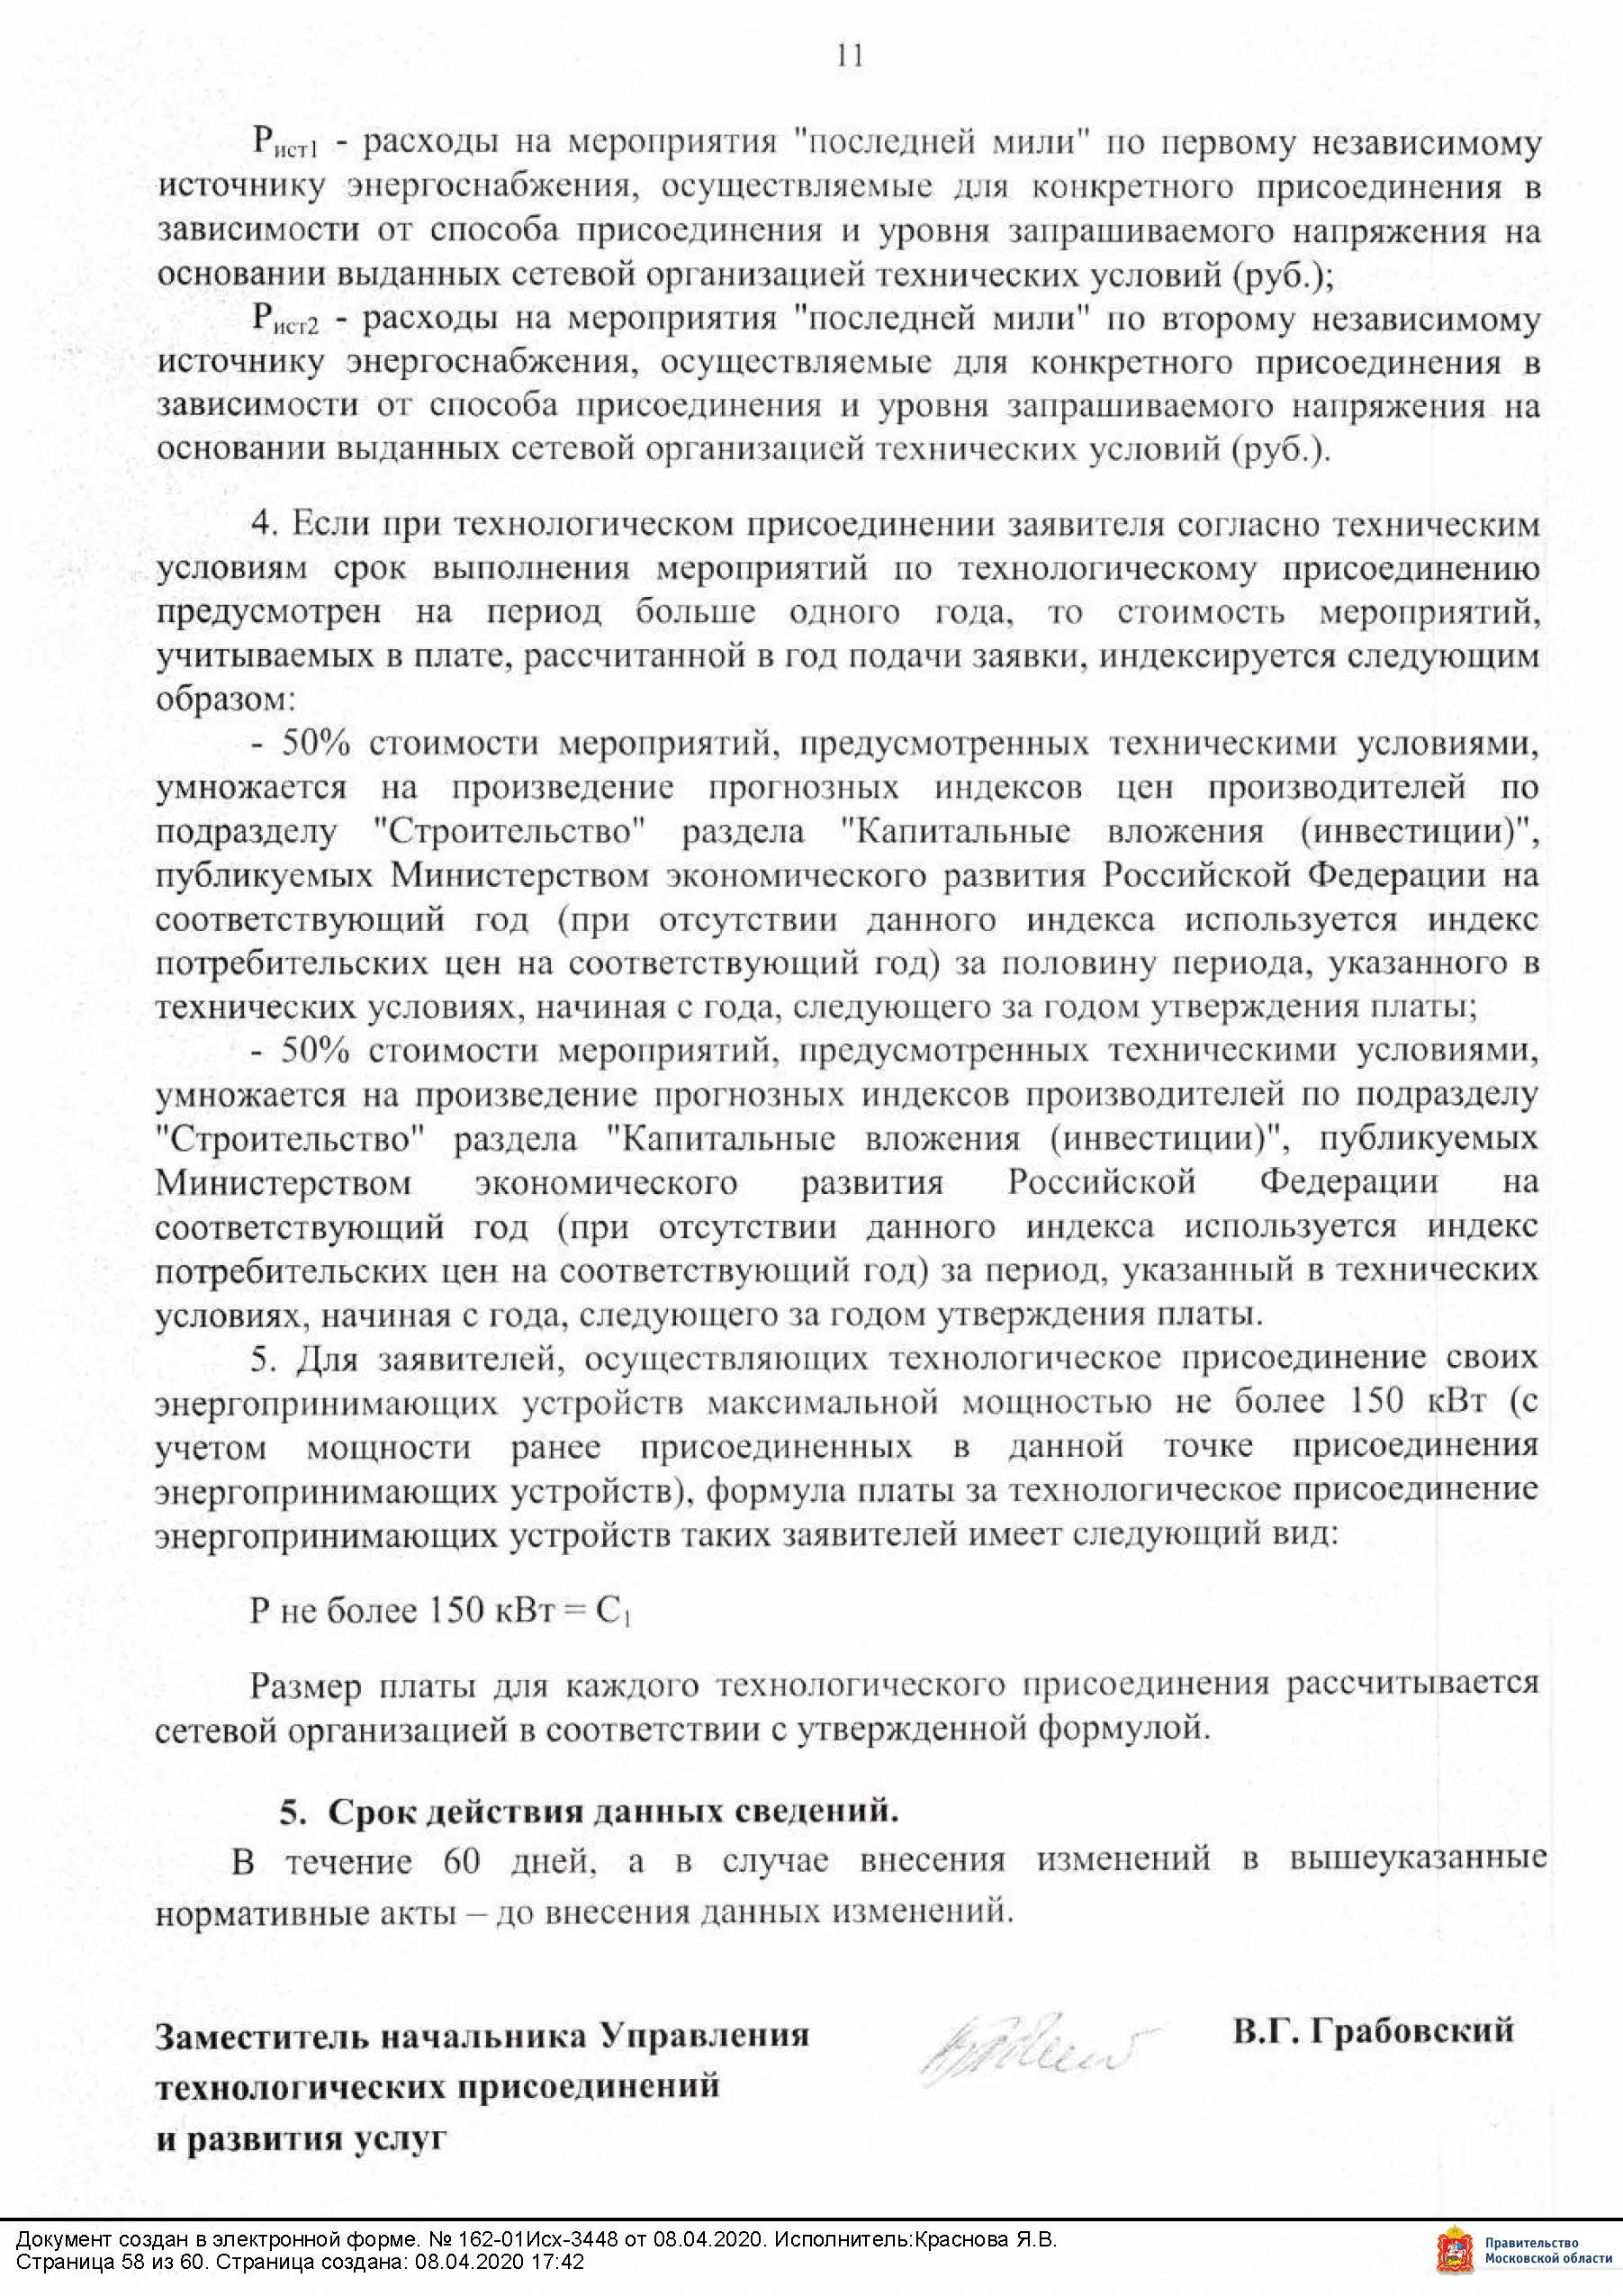 11
Рист1 - расходы на мероприятия "последней мили" по первому независимому
источнику энергоснабжения, осуществляемые для конкретного присоединения в
зависимости от способа присоединения и уровня запрашиваемого напряжения на
основании выданных сетевой организацией технических условий (руб.);
Рист2 - расходы на мероприятия "последней мили" по второму независимому
источнику энергоснабжения, осуществляемые для конкретного присоединения в
зависимости от способа присоединения и уровня запрашиваемого напряжения на
основании выданных сетевой организацией технических условий (руб.).
4. Если при технологическом присоединении заявителя согласно техническим
условиям срок выполнения мероприятий по технологическому присоединению
предусмотрен на период больше одного года, то стоимость мероприятий,
учитываемых в плате, рассчитанной в год подачи заявки, индексируется следующим
образом:
- 50% стоимости мероприятий, предусмотренных техническими условиями,
умножается на произведение прогнозных индексов цен производителей по
подразделу "Строительство" раздела "Капитальные вложения (инвестиции)",
публикуемых Министерством экономического развития Российской Федерации на
соответствующий год (при отсутствии данного индекса используется индекс
потребительских цен на соответствующий год) за половину периода, указанного в
технических условиях, начиная с года, следующего за годом утверждения платы;
- 50% стоимости мероприятий, предусмотренных техническими условиями,
умножается на произведение прогнозных индексов производителей по подразделу
"Строительство" раздела "Капитальные вложения (инвестиции)", публикуемых
Министерством экономического развития Российской Федерации на
соответствующий год (при отсутствии данного индекса используется индекс
потребительских цен на соответствующий год) за период, указанный в технических
условиях, начиная с года, следующего за годом утверждения платы.
5. Для заявителей, осуществляющих технологическое присоединение своих
энергопринимающих устройств максимальной мощностью не более 150 кВт (с
учетом мощности ранее присоединенных в данной точке присоединения
энергопринимающих устройств), формула платы за технологическое присоединение
энергопринимающих устройств таких заявителей имеет следующий вид:
Р не более 150 кВт = С1
Размер платы для каждого технологического присоединения рассчитывается
сетевой организацией в соответствии с утвержденной формулой.
5. Срок действия данных сведений.
В течение 60 дней, а в случае внесения изменений в вышеуказанные
нормативные акты – до внесения данных изменений.
Заместитель начальника Управления
В.Г. Грабовский
технологических присоединений
и развития услуг
Документ создан в электронной форме. № 162-01Исх-3448 от 08.04.2020. Исполнитель:Краснова Я.В.
Страница 58 из 60. Страница создана: 08.04.2020 17:42
Правительство
Московской области